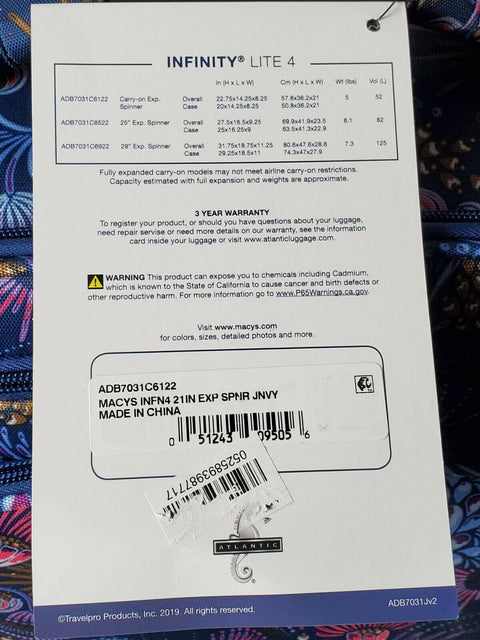 INFINITY® LITE 4
In (H x L x W) Cm (H x L x W) Wt (lbs) Vol (L)
ADB7031C6122 Carry-on Exp. Spinner Overall 22.75x14.25x8.25 57.8x36.2x21 5 52
Case 20x14.25x8.25 50.8x36.2x21
ADB7031C8522 25" Exp. Spinner Overall 27.5x16.5x9.25 69.9x41.9x23.5 6.1 82
Case 25x16.25x9 63.5x41.3x22.9
ADB7031C6922 29" Exp. Spinner Overall 31.75x18.75x11.25 80.6x47.6x28.6 7.3 125
Case 29.25x18.5x11 74.3x47x27.9
Fully expanded carry-on models may not meet airline carry-on restrictions.
Capacity estimated with full expansion and weights are approximate.
3 YEAR WARRANTY
To register your product, or should you have questions about your luggage,
need repair servise or need more details on our warranty, see the information
card inside your luggage or visit www.atlanticluggage.com.
WARNING This product can expose you to chemicals including Cadmium,
which is known to the State of California to cause cancer and birth defects or
other reproductive harm. For more information go to www.P65Warnings.ca.gov.
Visit www.macys.com
for colors, sizes, detailed photos and more.
ADB7031C6122
MACYS INFN4 21IN EXP SPNR JNVY
MADE IN CHINA
0 51243 09505 6
0525893987717
ATLANTIC
©Travelpro Products, Inc. 2019. All rights reserved.
ADB7031Jv2